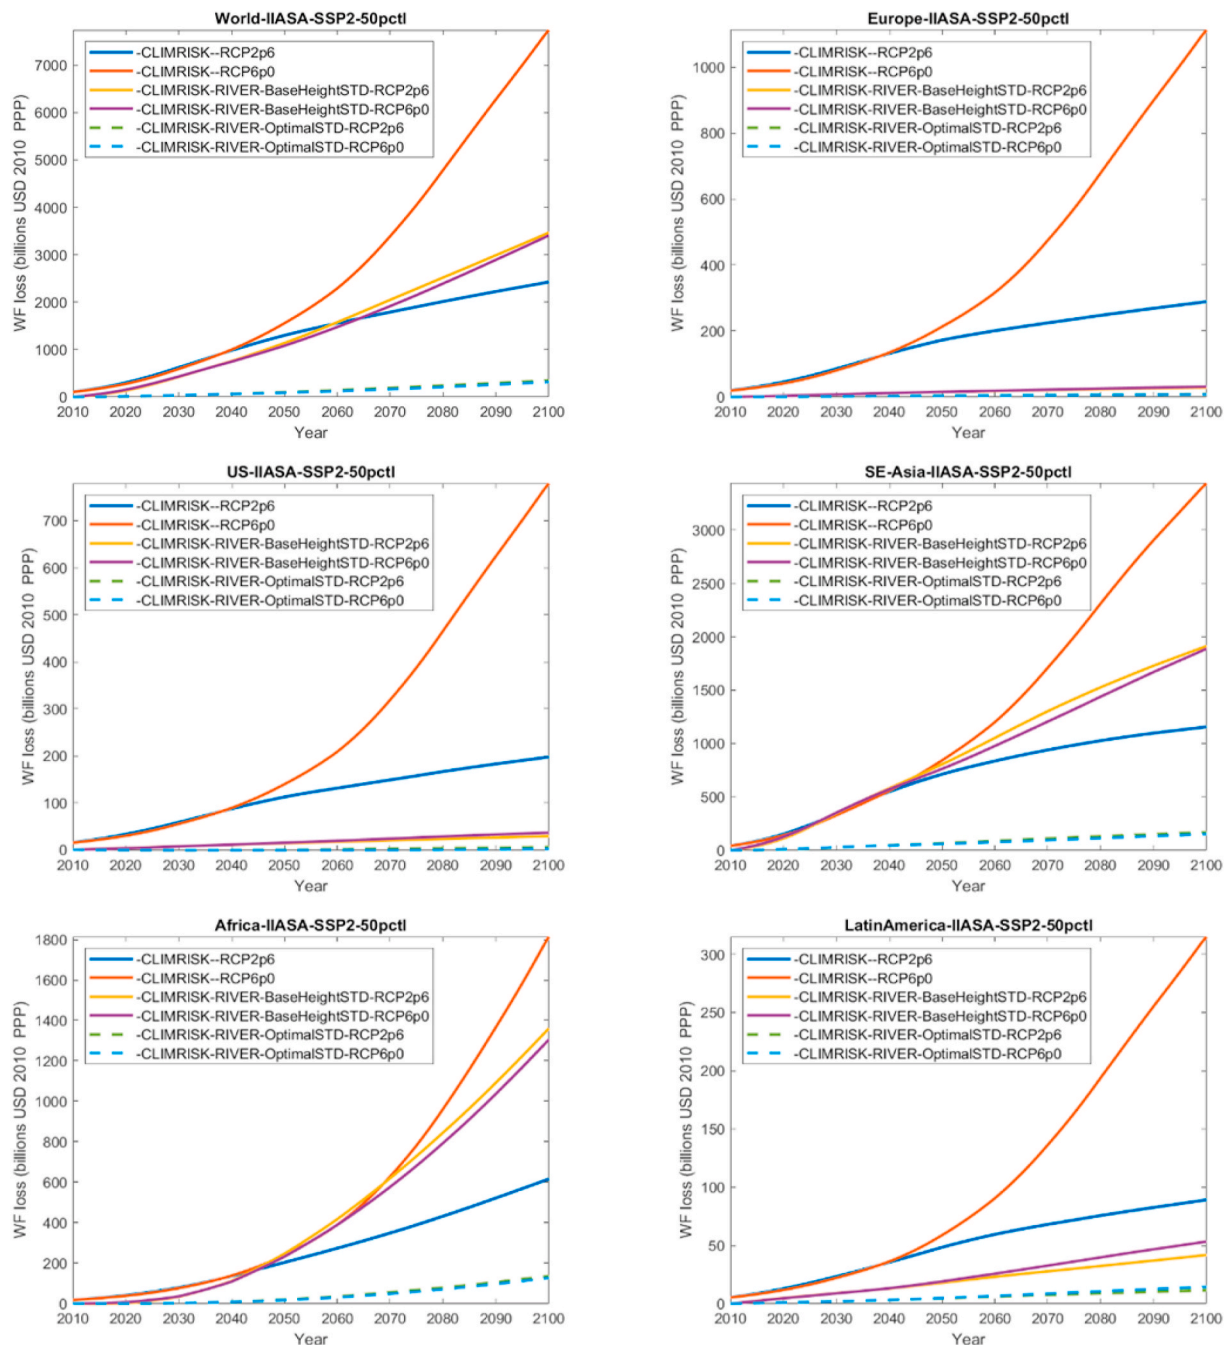 World-IIASA-SSP2-50pctl
-CLIMRISK--RCP2p6
-CLIMRISK--RCP6p0
-CLIMRISK-RIVER-BaseHeightSTD-RCP2p6
-CLIMRISK-RIVER-BaseHeightSTD-RCP6p0
-CLIMRISK-RIVER-OptimalSTD-RCP2p6
-CLIMRISK-RIVER-OptimalSTD-RCP6p0
WF loss (billions USD 2010 PPP)
7000
6000
5000
4000
3000
2000
1000
0
2010 2020 2030 2040 2050 2060 2070 2080 2090 2100
Year
Europe-IIASA-SSP2-50pctl
-CLIMRISK--RCP2p6
-CLIMRISK--RCP6p0
-CLIMRISK-RIVER-BaseHeightSTD-RCP2p6
-CLIMRISK-RIVER-BaseHeightSTD-RCP6p0
-CLIMRISK-RIVER-OptimalSTD-RCP2p6
-CLIMRISK-RIVER-OptimalSTD-RCP6p0
WF loss (billions USD 2010 PPP)
1000
800
600
400
200
0
2010 2020 2030 2040 2050 2060 2070 2080 2090 2100
Year
US-IIASA-SSP2-50pctl
-CLIMRISK--RCP2p6
-CLIMRISK--RCP6p0
-CLIMRISK-RIVER-BaseHeightSTD-RCP2p6
-CLIMRISK-RIVER-BaseHeightSTD-RCP6p0
-CLIMRISK-RIVER-OptimalSTD-RCP2p6
-CLIMRISK-RIVER-OptimalSTD-RCP6p0
WF loss (billions USD 2010 PPP)
700
600
500
400
300
200
100
0
2010 2020 2030 2040 2050 2060 2070 2080 2090 2100
Year
SE-Asia-IIASA-SSP2-50pctl
-CLIMRISK--RCP2p6
-CLIMRISK--RCP6p0
-CLIMRISK-RIVER-BaseHeightSTD-RCP2p6
-CLIMRISK-RIVER-BaseHeightSTD-RCP6p0
-CLIMRISK-RIVER-OptimalSTD-RCP2p6
-CLIMRISK-RIVER-OptimalSTD-RCP6p0
WF loss (billions USD 2010 PPP)
3000
2500
2000
1500
1000
500
0
2010 2020 2030 2040 2050 2060 2070 2080 2090 2100
Year
Africa-IIASA-SSP2-50pctl
-CLIMRISK--RCP2p6
-CLIMRISK--RCP6p0
-CLIMRISK-RIVER-BaseHeightSTD-RCP2p6
-CLIMRISK-RIVER-BaseHeightSTD-RCP6p0
-CLIMRISK-RIVER-OptimalSTD-RCP2p6
-CLIMRISK-RIVER-OptimalSTD-RCP6p0
WF loss (billions USD 2010 PPP)
1800
1600
1400
1200
1000
800
600
400
200
0
2010 2020 2030 2040 2050 2060 2070 2080 2090 2100
Year
LatinAmerica-IIASA-SSP2-50pctl
-CLIMRISK--RCP2p6
-CLIMRISK--RCP6p0
-CLIMRISK-RIVER-BaseHeightSTD-RCP2p6
-CLIMRISK-RIVER-BaseHeightSTD-RCP6p0
-CLIMRISK-RIVER-OptimalSTD-RCP2p6
-CLIMRISK-RIVER-OptimalSTD-RCP6p0
WF loss (billions USD 2010 PPP)
300
250
200
150
100
50
0
2010 2020 2030 2040 2050 2060 2070 2080 2090 2100
Year